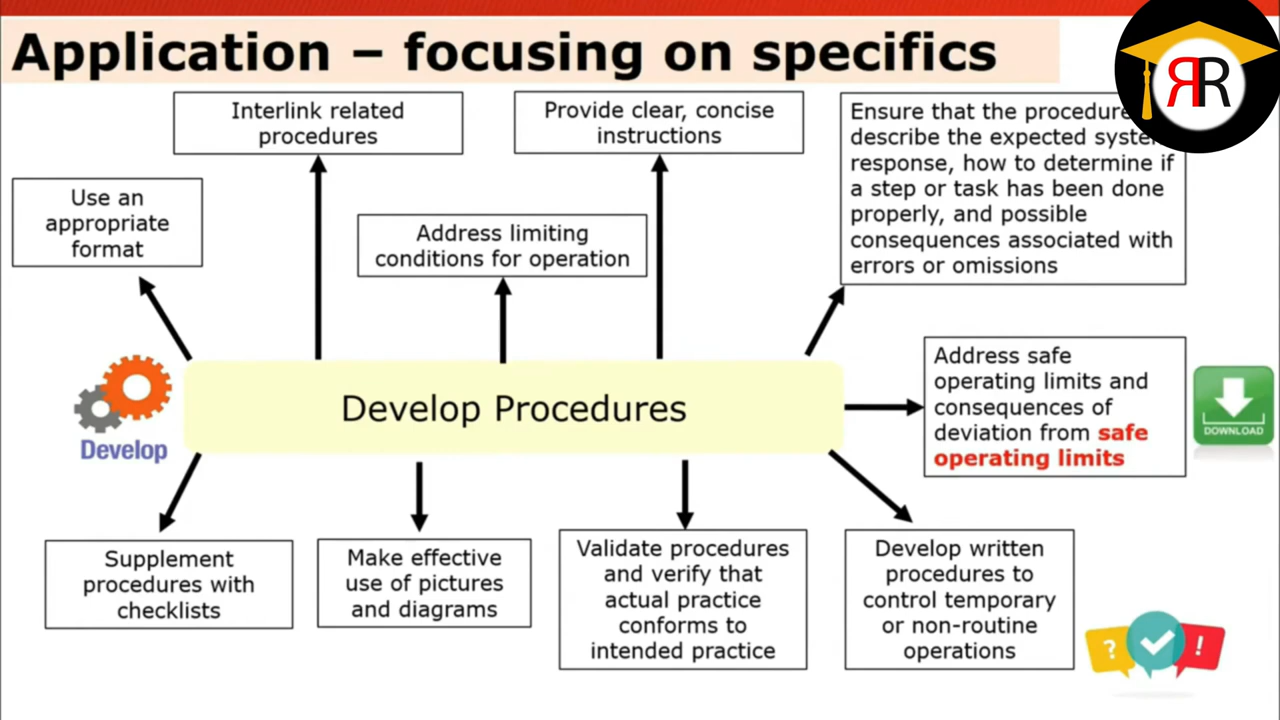 Application – focusing on specifics
ЯR
Interlink related
procedures
Provide clear, concise
instructions
Ensure that the procedure
describe the expected
response, how to determine if
a step or task has been done
properly, and possible
consequences associated with
errors or omissions
Use an
appropriate
format
Address limiting
conditions for operation
Develop Procedures
Develop
Address safe
operating limits and
consequences of
deviation from safe
operating limits
DOWNLOAD
Supplement
procedures with
checklists
Make effective
use of pictures
and diagrams
Validate procedures
and verify that
actual practice
conforms to
intended practice
Develop written
procedures to
control temporary
or non-routine
operations
? !